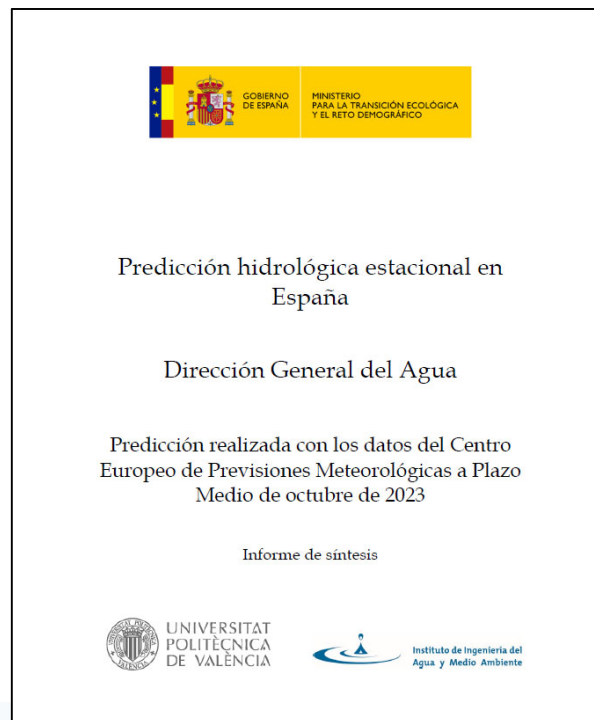 GOBIERNO
DE ESPAÑA
MINISTERIO
PARA LA TRANSICIÓN ECOLÓGICA
Y EL RETO DEMOGRÁFICO
Predicción hidrológica estacional en
España
Dirección General del Agua
Predicción realizada con los datos del Centro
Europeo de Previsiones Meteorológicas a Plazo
Medio de octubre de 2023
Informe de síntesis
UNIVERSITAT
POLITÈCNICA
DE VALÈNCIA
Instituto de Ingeniería del
Agua y Medio Ambiente